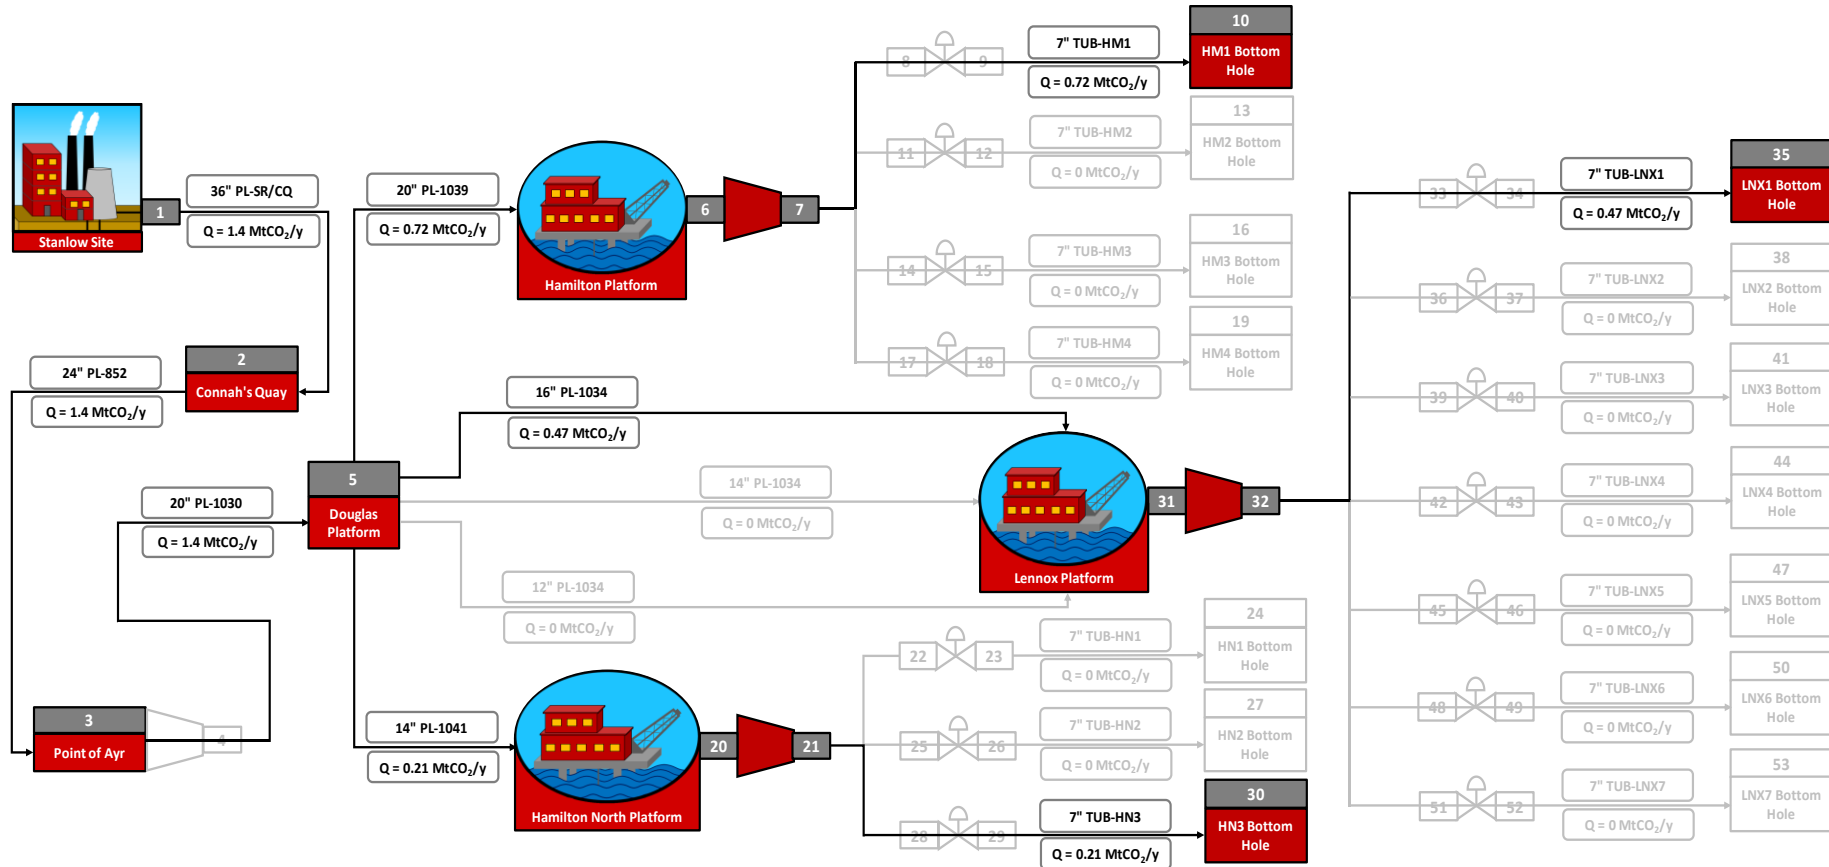 1
36" PL-SR/CQ
Q = 1.4 MtCO₂/y
Stanlow Site
2
Connah's Quay
24" PL-852
Q = 1.4 MtCO₂/y
3
Point of Ayr
4
20" PL-1030
Q = 1.4 MtCO₂/y
5
Douglas
Platform
20" PL-1039
Q = 0.72 MtCO₂/y
Hamilton Platform
6
7
8
9
7" TUB-HM1
Q = 0.72 MtCO₂/y
10
HM1 Bottom
Hole
11
12
7" TUB-HM2
Q = 0 MtCO₂/y
13
HM2 Bottom
Hole
14
15
7" TUB-HM3
Q = 0 MtCO₂/y
16
HM3 Bottom
Hole
17
18
7" TUB-HM4
Q = 0 MtCO₂/y
19
HM4 Bottom
Hole
16" PL-1034
Q = 0.47 MtCO₂/y
14" PL-1034
Q = 0 MtCO₂/y
12" PL-1034
Q = 0 MtCO₂/y
Lennox Platform
31
32
14" PL-1041
Q = 0.21 MtCO₂/y
Hamilton North Platform
20
21
22
23
7" TUB-HN1
Q = 0 MtCO₂/y
24
HN1 Bottom
Hole
25
26
7" TUB-HN2
Q = 0 MtCO₂/y
27
HN2 Bottom
Hole
28
29
7" TUB-HN3
Q = 0.21 MtCO₂/y
30
HN3 Bottom
Hole
33
34
7" TUB-LNX1
Q = 0.47 MtCO₂/y
35
LNX1 Bottom
Hole
36
37
7" TUB-LNX2
Q = 0 MtCO₂/y
38
LNX2 Bottom
Hole
39
40
7" TUB-LNX3
Q = 0 MtCO₂/y
41
LNX3 Bottom
Hole
42
43
7" TUB-LNX4
Q = 0 MtCO₂/y
44
LNX4 Bottom
Hole
45
46
7" TUB-LNX5
Q = 0 MtCO₂/y
47
LNX5 Bottom
Hole
48
49
7" TUB-LNX6
Q = 0 MtCO₂/y
50
LNX6 Bottom
Hole
51
52
7" TUB-LNX7
Q = 0 MtCO₂/y
53
LNX7 Bottom
Hole